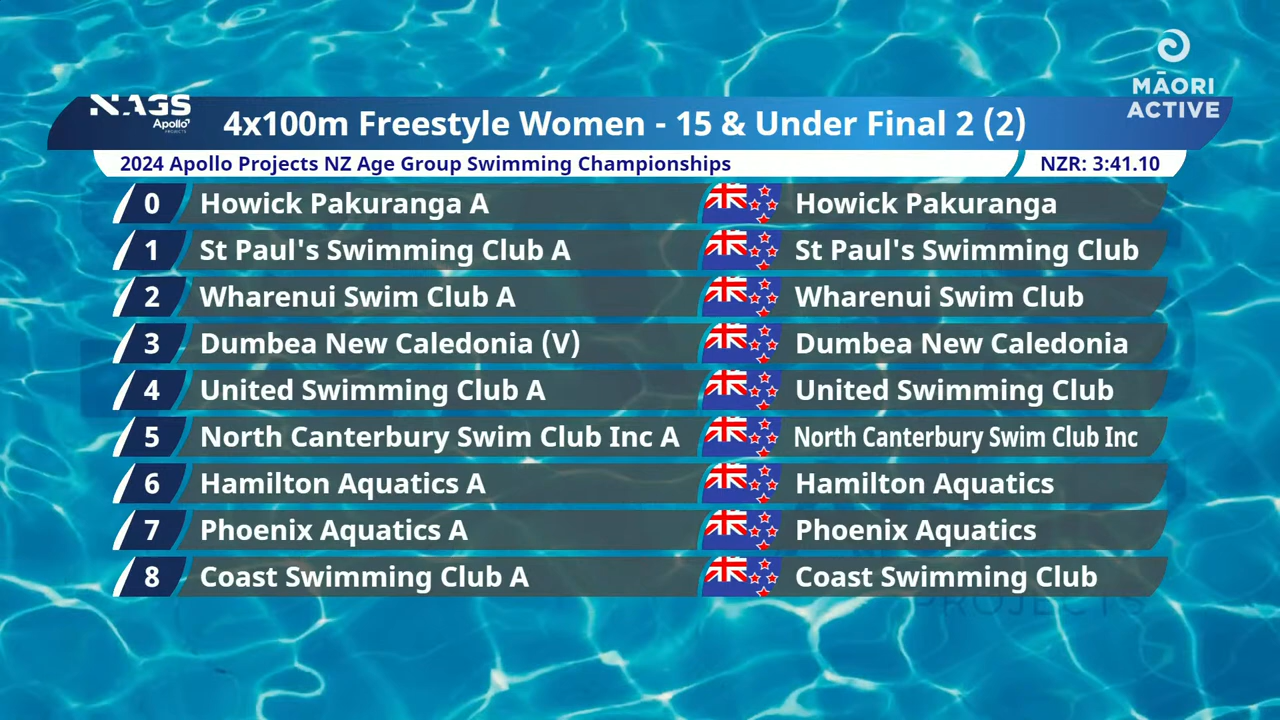 MĀORI
ACTIVE
NAGS
Apollo
PROJECTS
4x100m Freestyle Women - 15 & Under Final 2 (2)
2024 Apollo Projects NZ Age Group Swimming Championships NZR: 3:41.10
0 Howick Pakuranga A Howick Pakuranga
1 St Paul's Swimming Club A St Paul's Swimming Club
2 Wharenui Swim Club A Wharenui Swim Club
3 Dumbea New Caledonia (V) Dumbea New Caledonia
4 United Swimming Club A United Swimming Club
5 North Canterbury Swim Club Inc A North Canterbury Swim Club Inc
6 Hamilton Aquatics A Hamilton Aquatics
7 Phoenix Aquatics A Phoenix Aquatics
8 Coast Swimming Club A Coast Swimming Club
PROJECTS